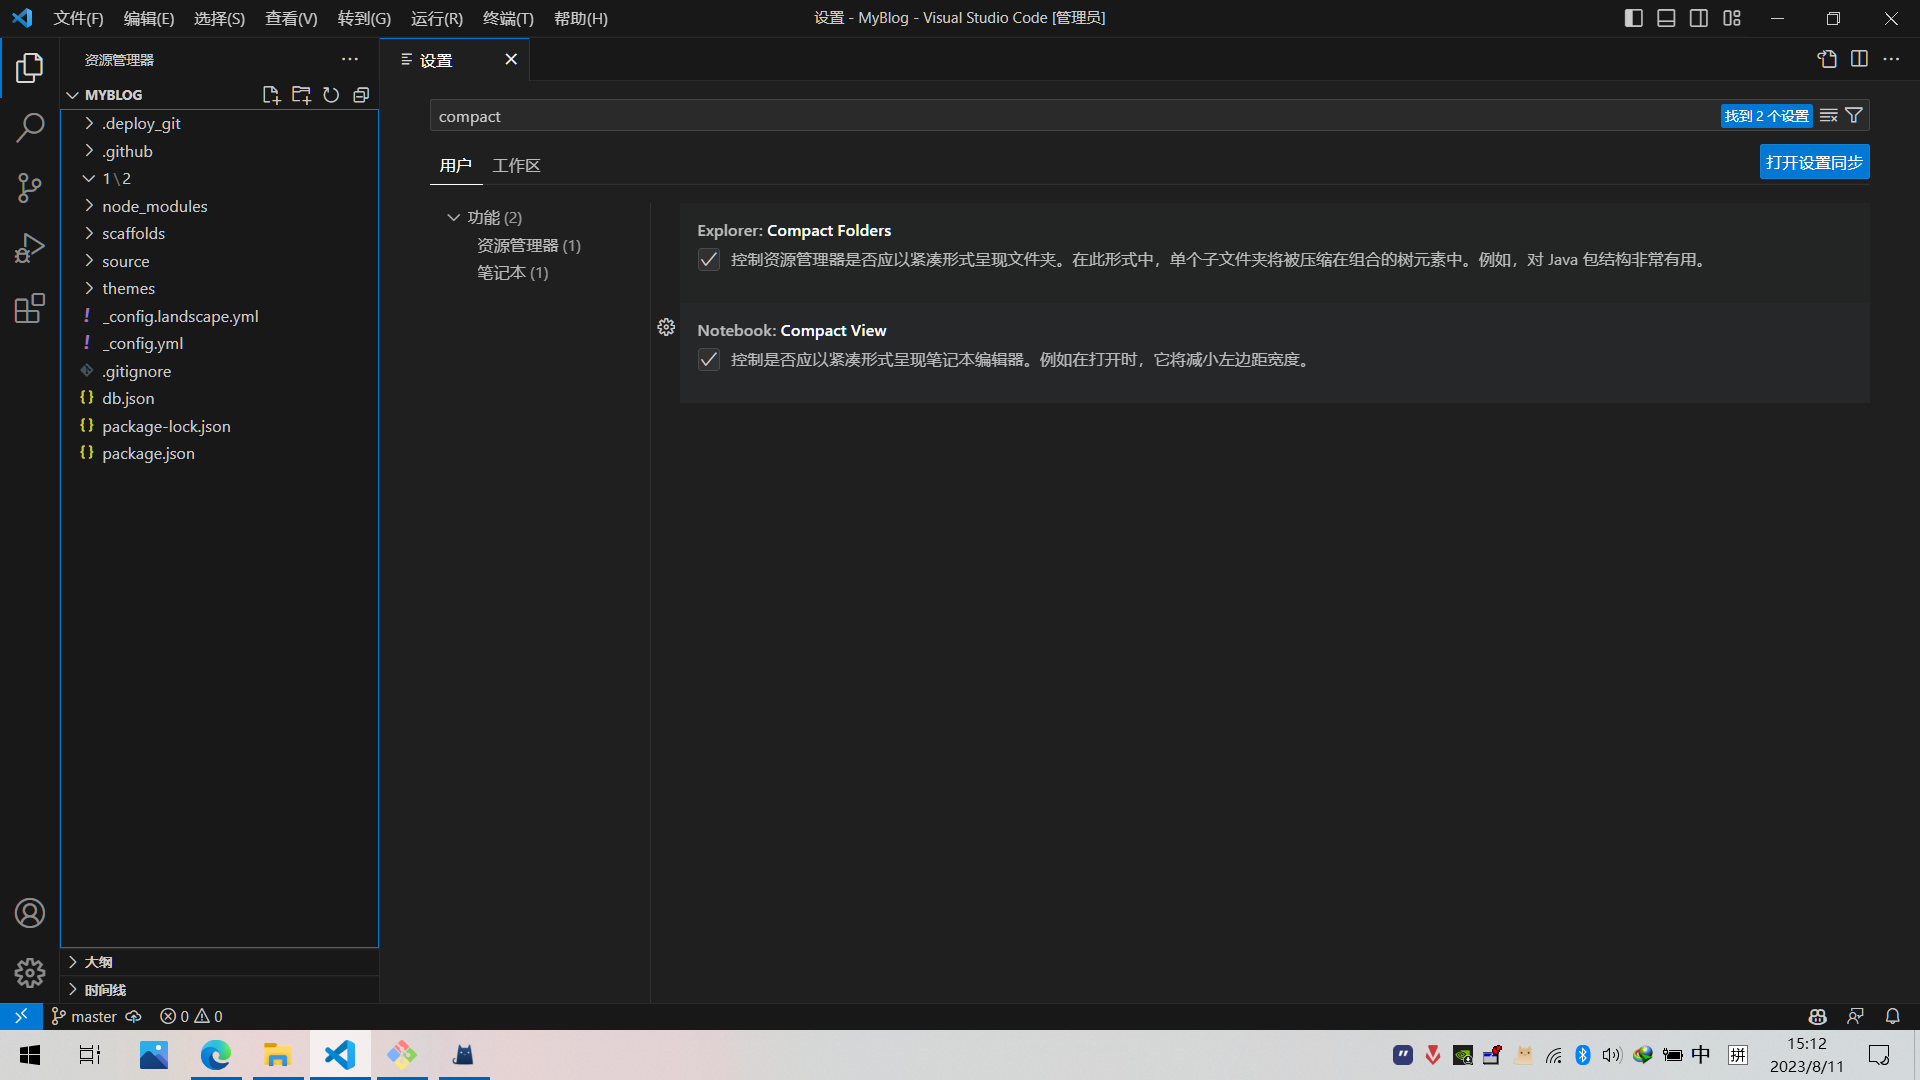 文件(F) 编辑(E) 选择(S) 查看(V) 转到(G) 运行(R) 终端(T) 帮助(H)
设置 - MyBlog - Visual Studio Code [管理员]
资源管理器
设置
MYBLOG
.deploy_git
.github
1\2
node_modules
scaffolds
source
themes
_config.landscape.yml
_config.yml
.gitignore
db.json
package-lock.json
package.json
大纲
时间线
compact
找到 2 个设置
用户 工作区
打开设置同步
功能 (2)
资源管理器 (1)
笔记本 (1)
Explorer: Compact Folders
控制资源管理器是否应以紧凑形式呈现文件夹。在此形式中，单个子文件夹将被压缩在组合的树元素中。例如，对 Java 包结构非常有用。
Notebook: Compact View
控制是否应以紧凑形式呈现笔记本编辑器。例如在打开时，它将减小左边距宽度。
master 0 0
中 拼
15:12
2023/8/11